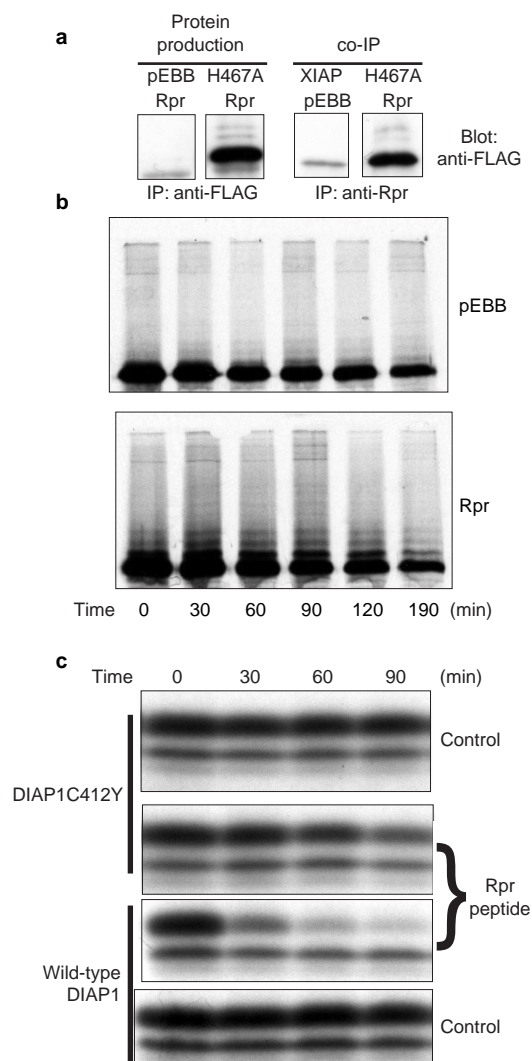 a
Protein production
co-IP
pEBB H467A XIAP H467A
Rpr Rpr pEBB Rpr
Blot: anti-FLAG
IP: anti-FLAG IP: anti-Rpr
b
pEBB
Rpr
Time 0 30 60 90 120 190 (min)
c
Time 0 30 60 90 (min)
Control
DIAP1C412Y
Rpr peptide
Wild-type DIAP1
Control